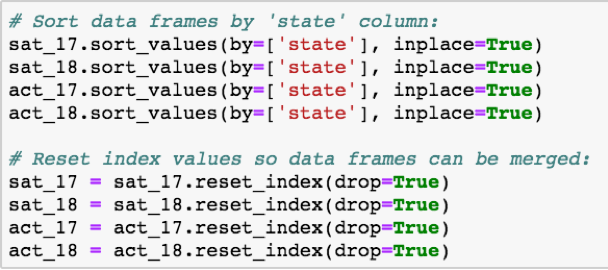 # Sort data frames by 'state' column:
sat_17.sort_values(by=['state'], inplace=True)
sat_18.sort_values(by=['state'], inplace=True)
act_17.sort_values(by=['state'], inplace=True)
act_18.sort_values(by=['state'], inplace=True)
# Reset index values so data frames can be merged:
sat_17 = sat_17.reset_index(drop=True)
sat_18 = sat_18.reset_index(drop=True)
act_17 = act_17.reset_index(drop=True)
act_18 = act_18.reset_index(drop=True)